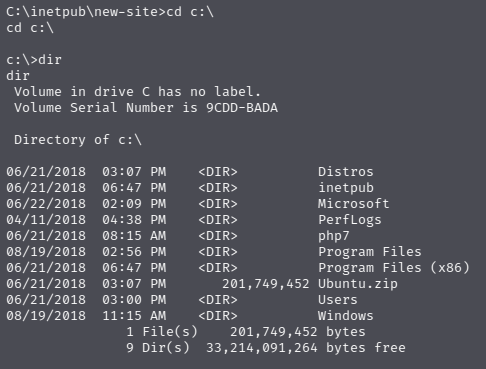 C:\inetpub\new-site>cd c:\
cd c:\
c:\>dir
dir
Volume in drive C has no label.
Volume Serial Number is 9CDD-BADA
Directory of c:\
06/21/2018  03:07 PM    <DIR>          Distros
06/21/2018  06:47 PM    <DIR>          inetpub
06/22/2018  02:09 PM    <DIR>          Microsoft
04/11/2018  04:38 PM    <DIR>          PerfLogs
06/21/2018  08:15 AM    <DIR>          php7
08/19/2018  02:56 PM    <DIR>          Program Files
06/21/2018  06:47 PM    <DIR>          Program Files (x86)
06/21/2018  03:07 PM       201,749,452 Ubuntu.zip
06/21/2018  03:00 PM    <DIR>          Users
08/19/2018  11:15 AM    <DIR>          Windows
1 File(s)    201,749,452 bytes
9 Dir(s)  33,214,091,264 bytes free